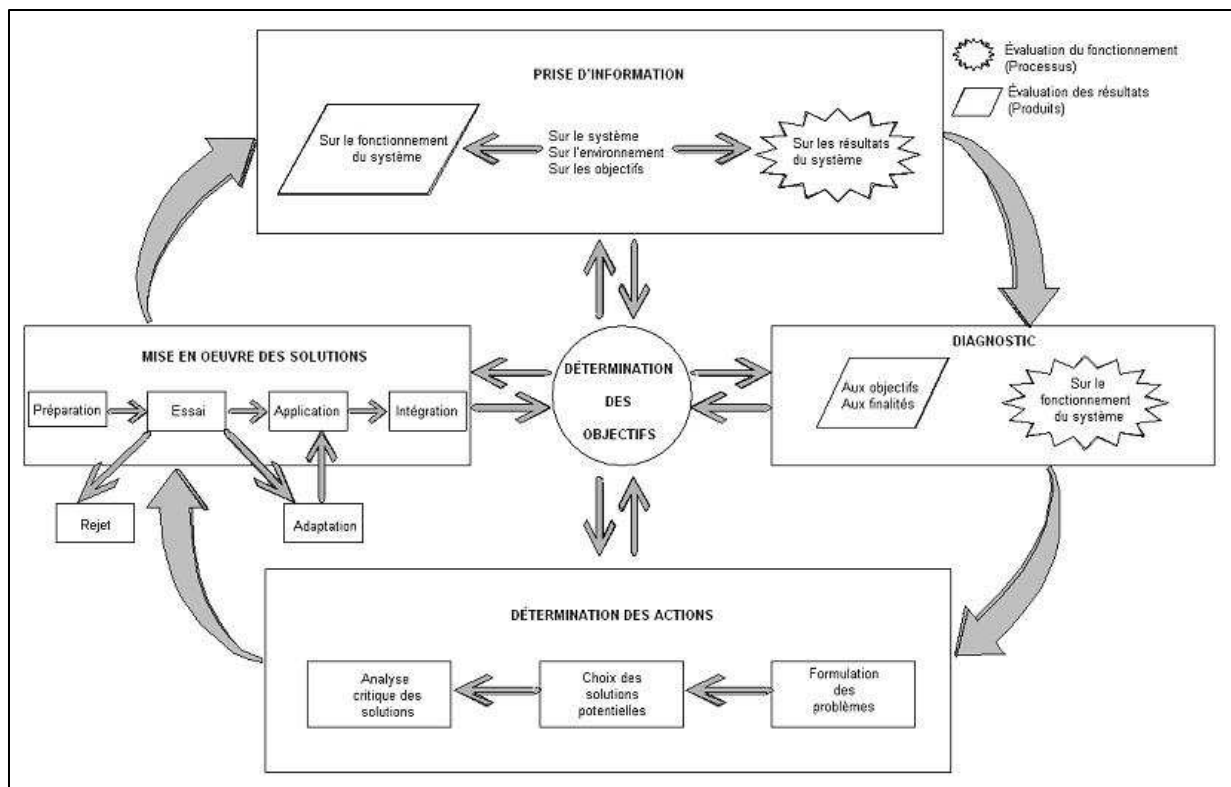 PRISE D'INFORMATION
Sur le fonctionnement
du système
Sur le système
Sur l'environnement
Sur les objectifs
Sur les résultats
du système
Évaluation du fonctionnement
(Processus)
Évaluation des résultats
(Produits)
MISE EN OEUVRE DES SOLUTIONS
Préparation
Essai
Application
Intégration
Rejet
Adaptation
DÉTERMINATION
DES
OBJECTIFS
DIAGNOSTIC
Aux objectifs
Aux finalités
Sur le
fonctionnement
du système
DÉTERMINATION DES ACTIONS
Analyse
critique des
solutions
Choix des
solutions
potentielles
Formulation
des
problèmes